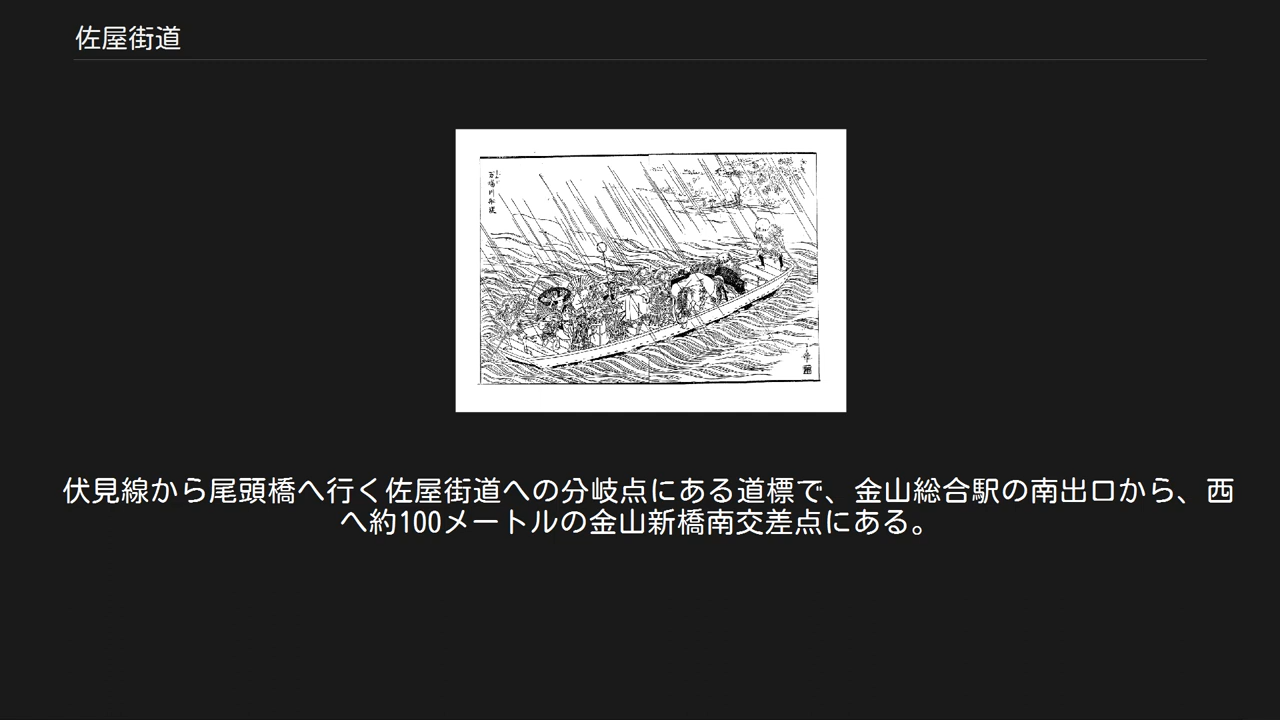 佐屋街道
伏見線から尾頭橋へ行く佐屋街道への分岐点にある道標で、金山総合駅の南出口から、西
へ約100メートルの金山新橋南交差点にある。